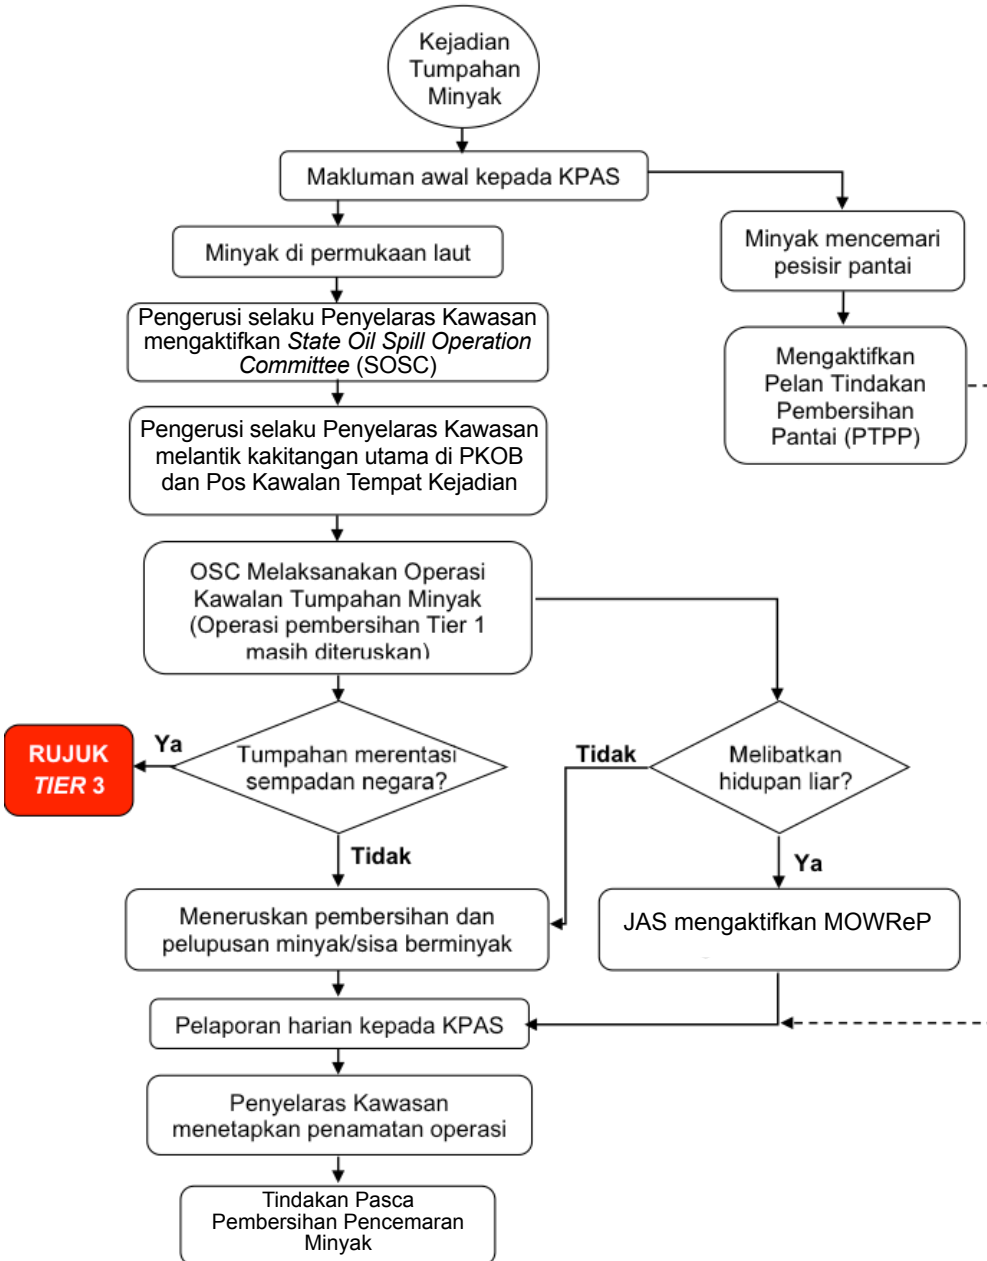 Kejadian
Tumpahan
Minyak
Makluman awal kepada KPAS
Minyak di permukaan laut
Minyak mencemari
pesisir pantai
Pengerusi selaku Penyelaras Kawasan
mengaktifkan State Oil Spill Operation
Committee (SOSC)
Mengaktifkan
Pelan Tindakan
Pembersihan
Pantai (PTPP)
Pengerusi selaku Penyelaras Kawasan
melantik kakitangan utama di PKOB
dan Pos Kawalan Tempat Kejadian
OSC Melaksanakan Operasi
Kawalan Tumpahan Minyak
(Operasi pembersihan Tier 1
masih diteruskan)
RUJUK
TIER 3
Ya
Tumpahan merentasi
sempadan negara?
Tidak
Melibatkan
hidupan liar?
Tidak
Ya
Meneruskan pembersihan dan
pelupusan minyak/sisa berminyak
JAS mengaktifkan MOWReP
Pelaporan harian kepada KPAS
Penyelaras Kawasan
menetapkan penamatan operasi
Tindakan Pasca
Pembersihan Pencemaran
Minyak